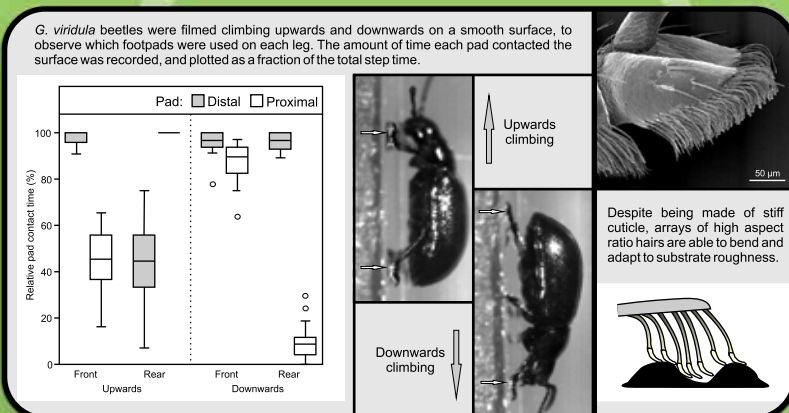 G. viridula beetles were filmed climbing upwards and downwards on a smooth surface, to
observe which footpads were used on each leg. The amount of time each pad contacted the
surface was recorded, and plotted as a fraction of the total step time.
Pad: Distal Proximal
Relative pad contact time (%)
100
80
60
40
20
0
Front Rear Front Rear
Upwards Downwards
Upwards
climbing
Downwards
climbing
50 µm
Despite being made of stiff
cuticle, arrays of high aspect
ratio hairs are able to bend and
adapt to substrate roughness.